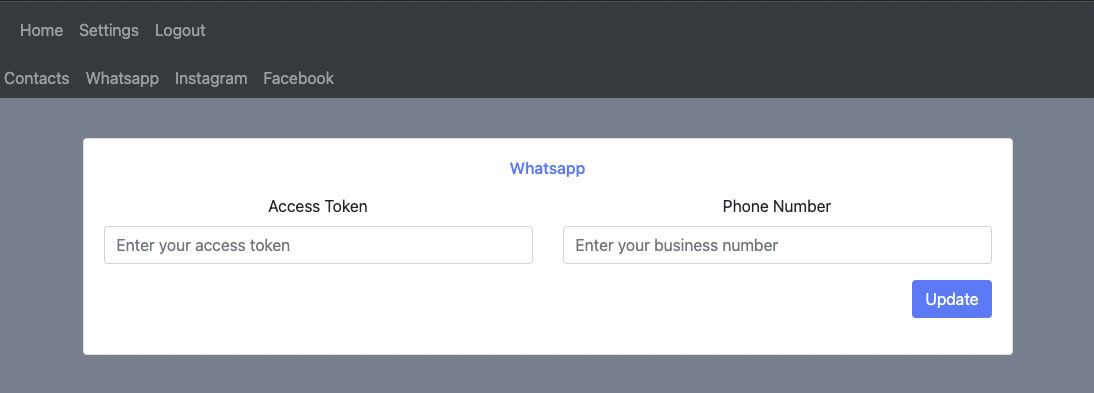 Home Settings Logout
Contacts Whatsapp Instagram Facebook
Whatsapp
Access Token Phone Number
Enter your access token Enter your business number
Update